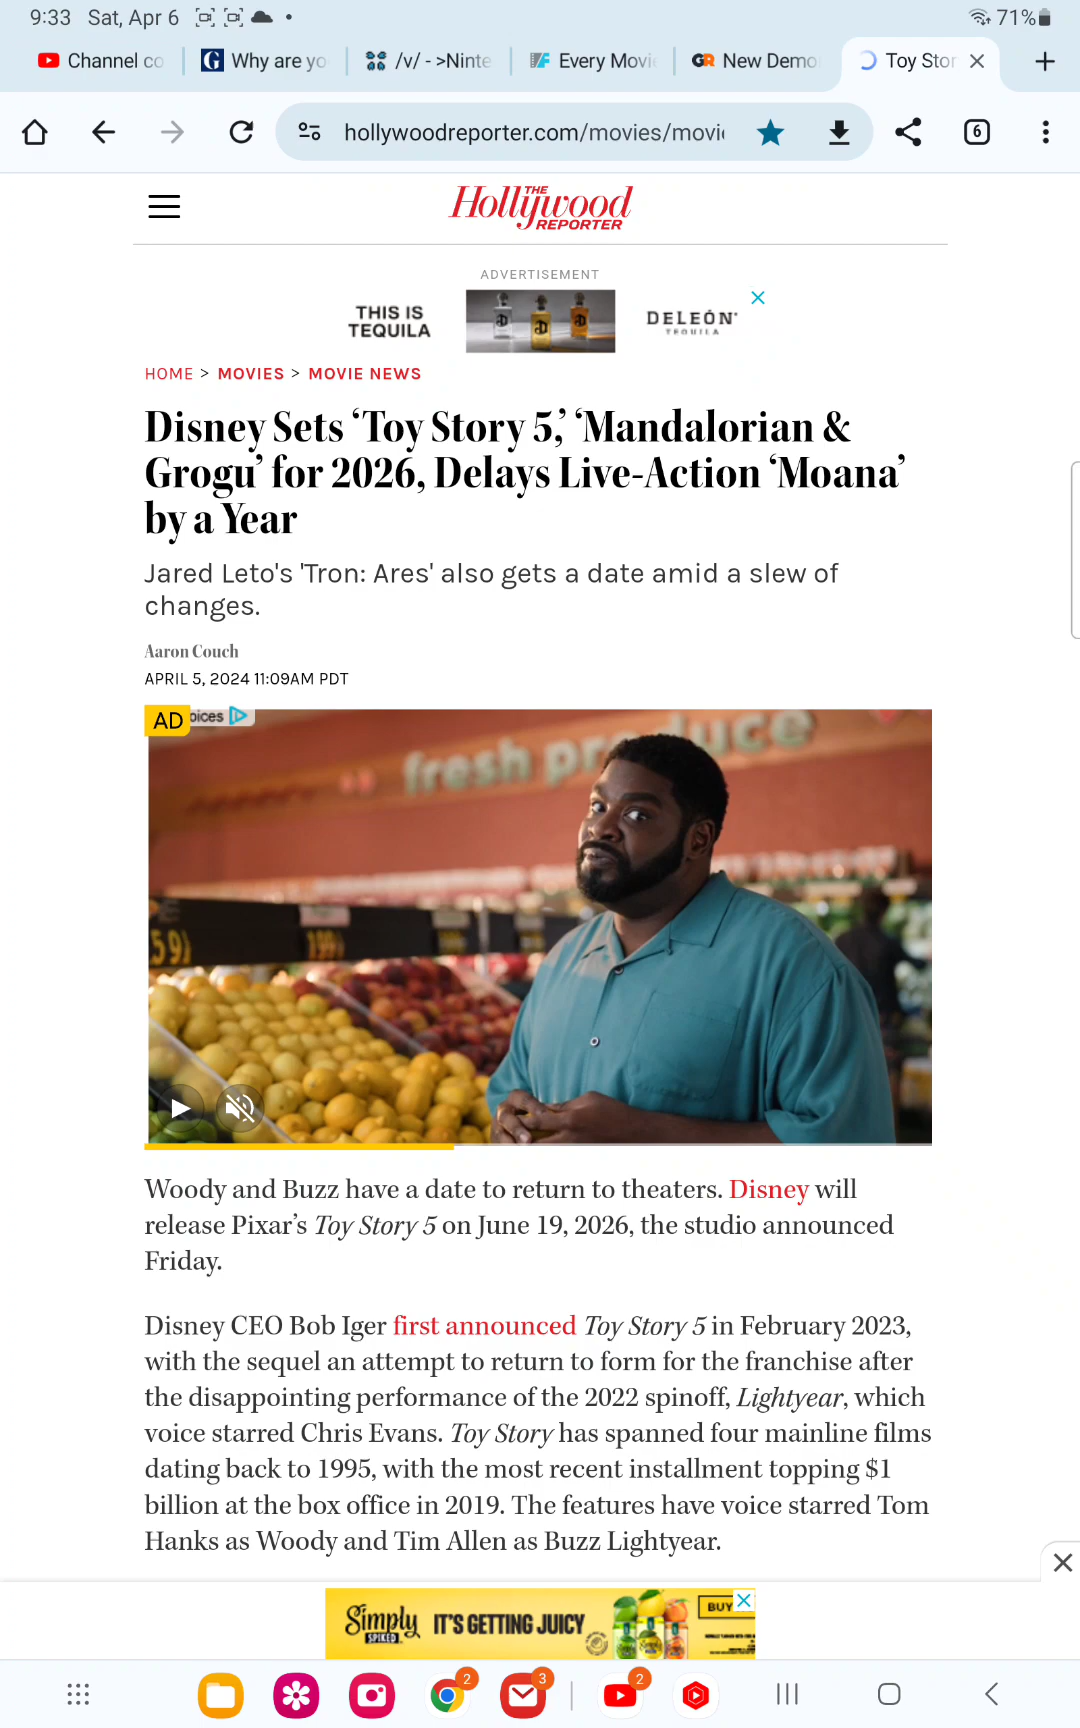 9:33 Sat, Apr 6
71%
Channel co
Why are yo
/v/ - >Ninte
Every Movi
New Demo
Toy Stor
hollywoodreporter.com/movies/movi
6
THE
Hollywood
REPORTER
ADVERTISEMENT
THIS IS
TEQUILA
DELEÓN
TEQUILA
HOME > MOVIES > MOVIE NEWS
Disney Sets ‘Toy Story 5,’ ‘Mandalorian &
Grogu’ for 2026, Delays Live-Action ‘Moana’
by a Year
Jared Leto's 'Tron: Ares' also gets a date amid a slew of
changes.
Aaron Couch
APRIL 5, 2024 11:09AM PDT
AD oices
fresh produce
Woody and Buzz have a date to return to theaters. Disney will
release Pixar’s Toy Story 5 on June 19, 2026, the studio announced
Friday.
Disney CEO Bob Iger first announced Toy Story 5 in February 2023,
with the sequel an attempt to return to form for the franchise after
the disappointing performance of the 2022 spinoff, Lightyear, which
voice starred Chris Evans. Toy Story has spanned four mainline films
dating back to 1995, with the most recent installment topping $1
billion at the box office in 2019. The features have voice starred Tom
Hanks as Woody and Tim Allen as Buzz Lightyear.
Simply
SPIKED
IT'S GETTING JUICY
BUY
2
3
2